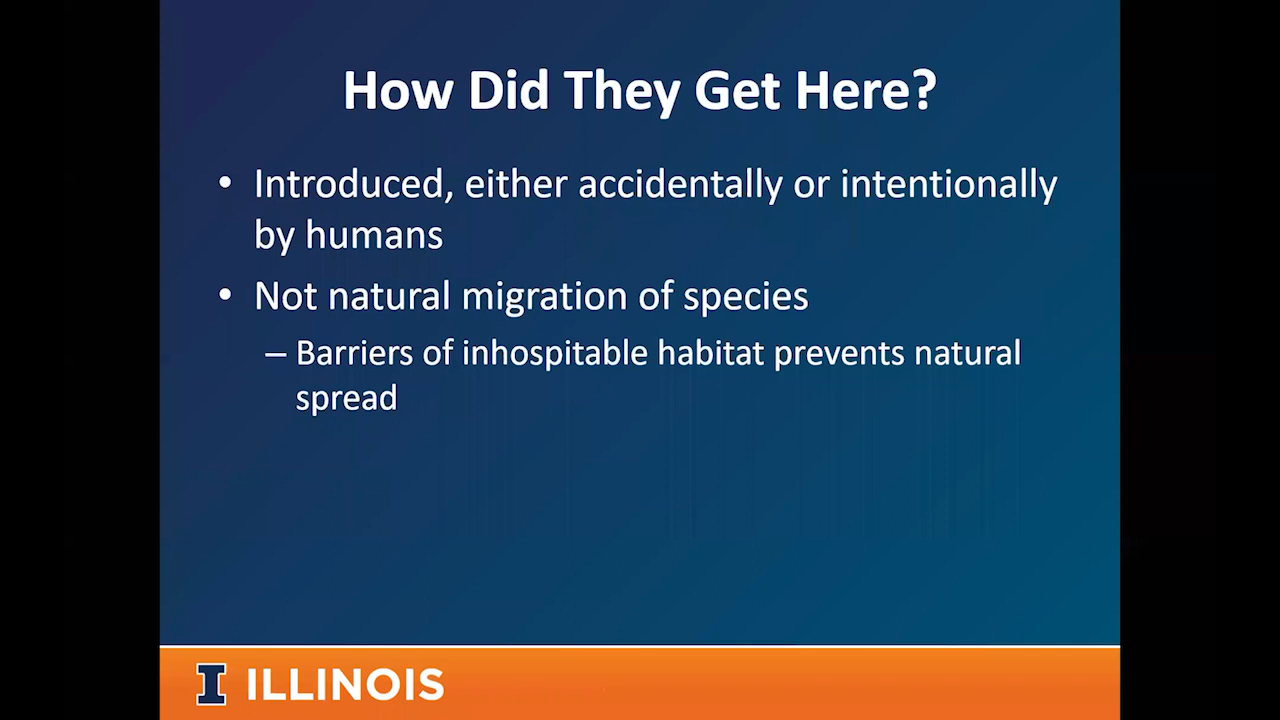 How Did They Get Here?
• Introduced, either accidentally or intentionally
by humans
• Not natural migration of species
– Barriers of inhospitable habitat prevents natural
spread
I ILLINOIS